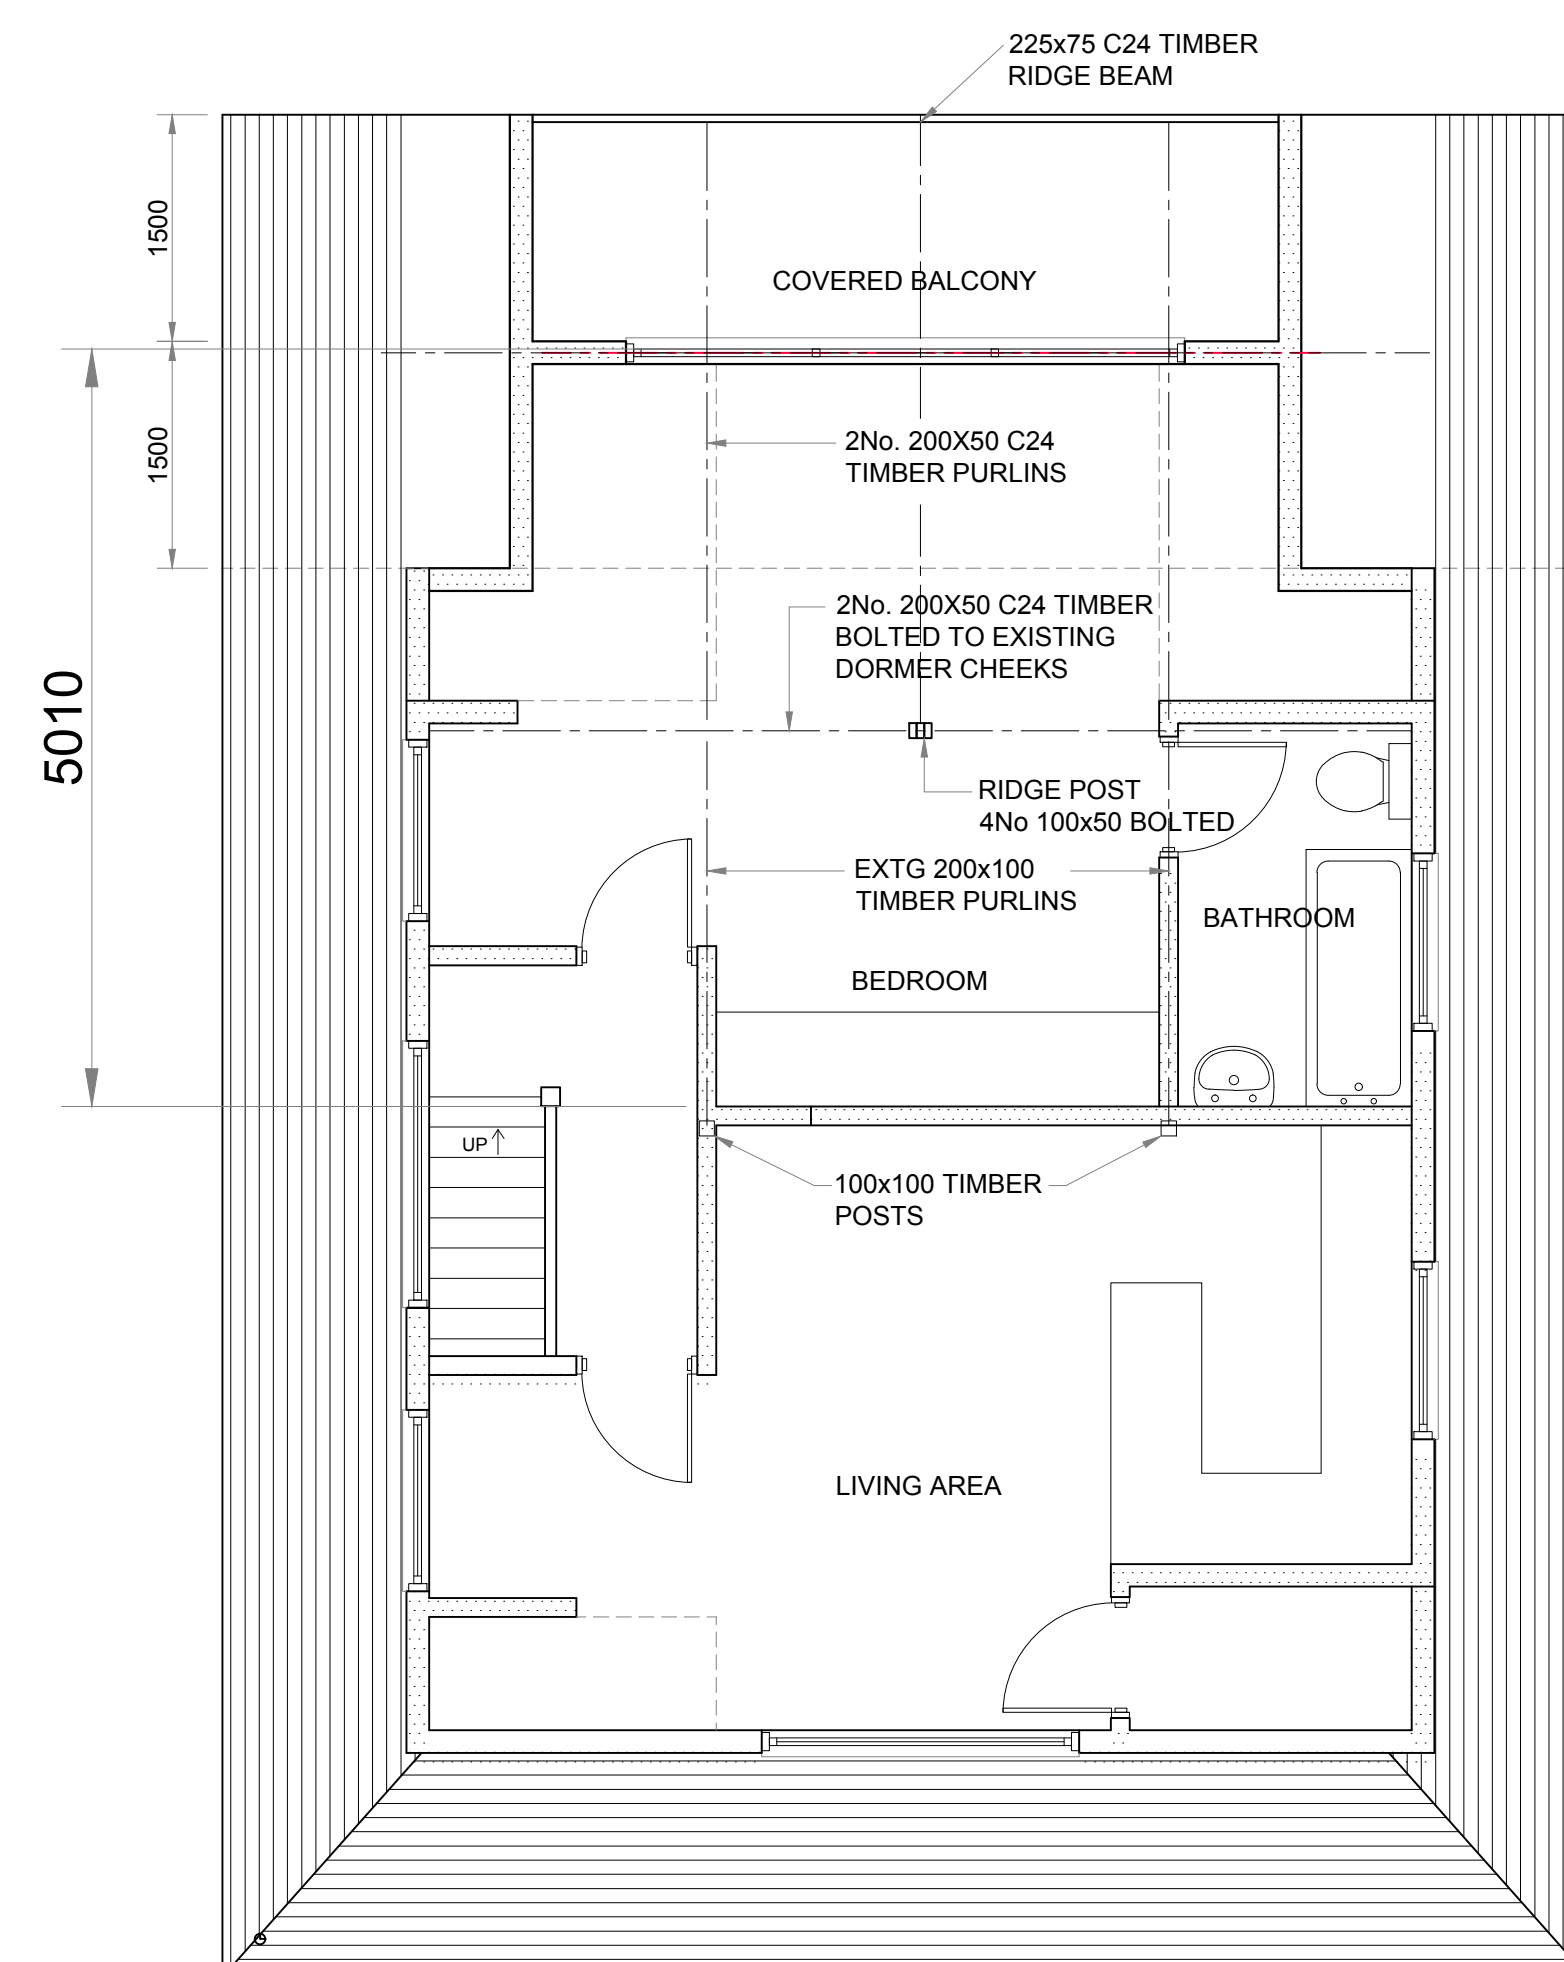 225x75 C24 TIMBER
RIDGE BEAM
1500
COVERED BALCONY
1500
2No. 200X50 C24
TIMBER PURLINS
2No. 200X50 C24 TIMBER
BOLTED TO EXISTING
DORMER CHEEKS
5010
RIDGE POST
4No 100x50 BOLTED
EXTG 200x100
TIMBER PURLINS
BATHROOM
BEDROOM
UP
100x100 TIMBER
POSTS
LIVING AREA